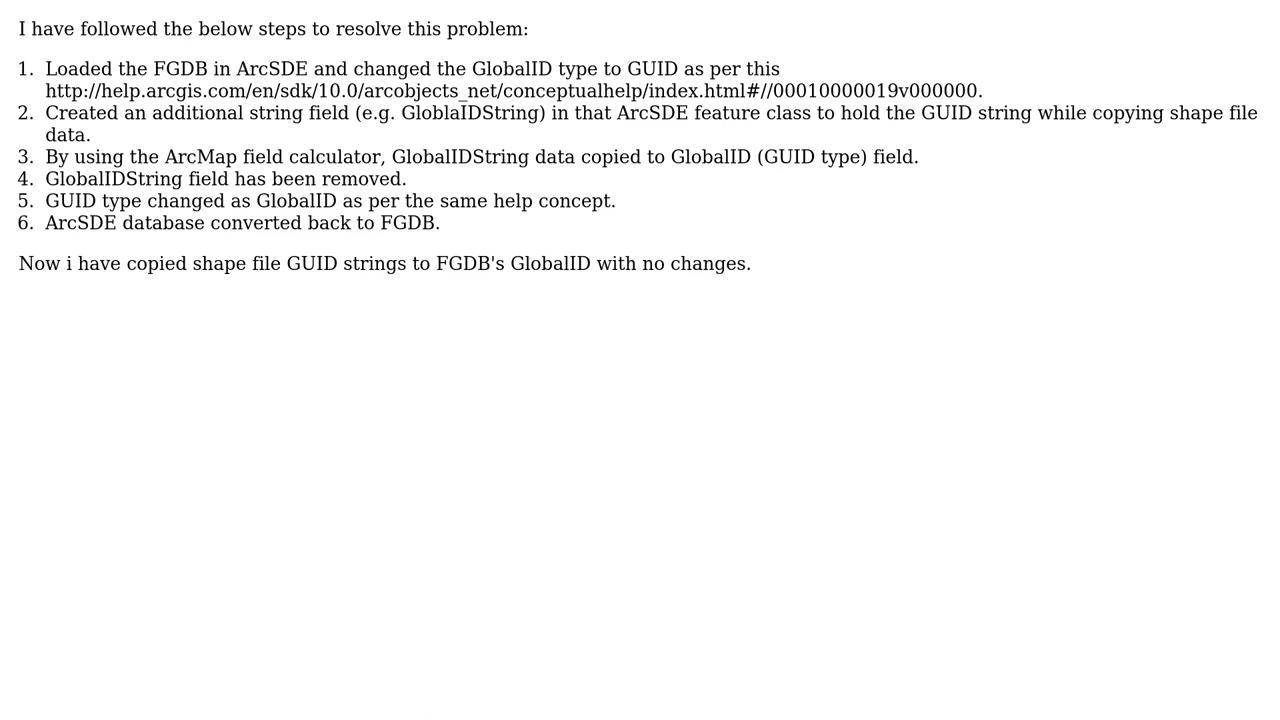 I have followed the below steps to resolve this problem:
1. Loaded the FGDB in ArcSDE and changed the GlobalID type to GUID as per this
http://help.arcgis.com/en/sdk/10.0/arcobjects_net/conceptualhelp/index.html#//00010000019v000000.
2. Created an additional string field (e.g. GloblaIDString) in that ArcSDE feature class to hold the GUID string while copying shape file
data.
3. By using the ArcMap field calculator, GlobalIDString data copied to GlobalID (GUID type) field.
4. GlobalIDString field has been removed.
5. GUID type changed as GlobalID as per the same help concept.
6. ArcSDE database converted back to FGDB.
Now i have copied shape file GUID strings to FGDB's GlobalID with no changes.